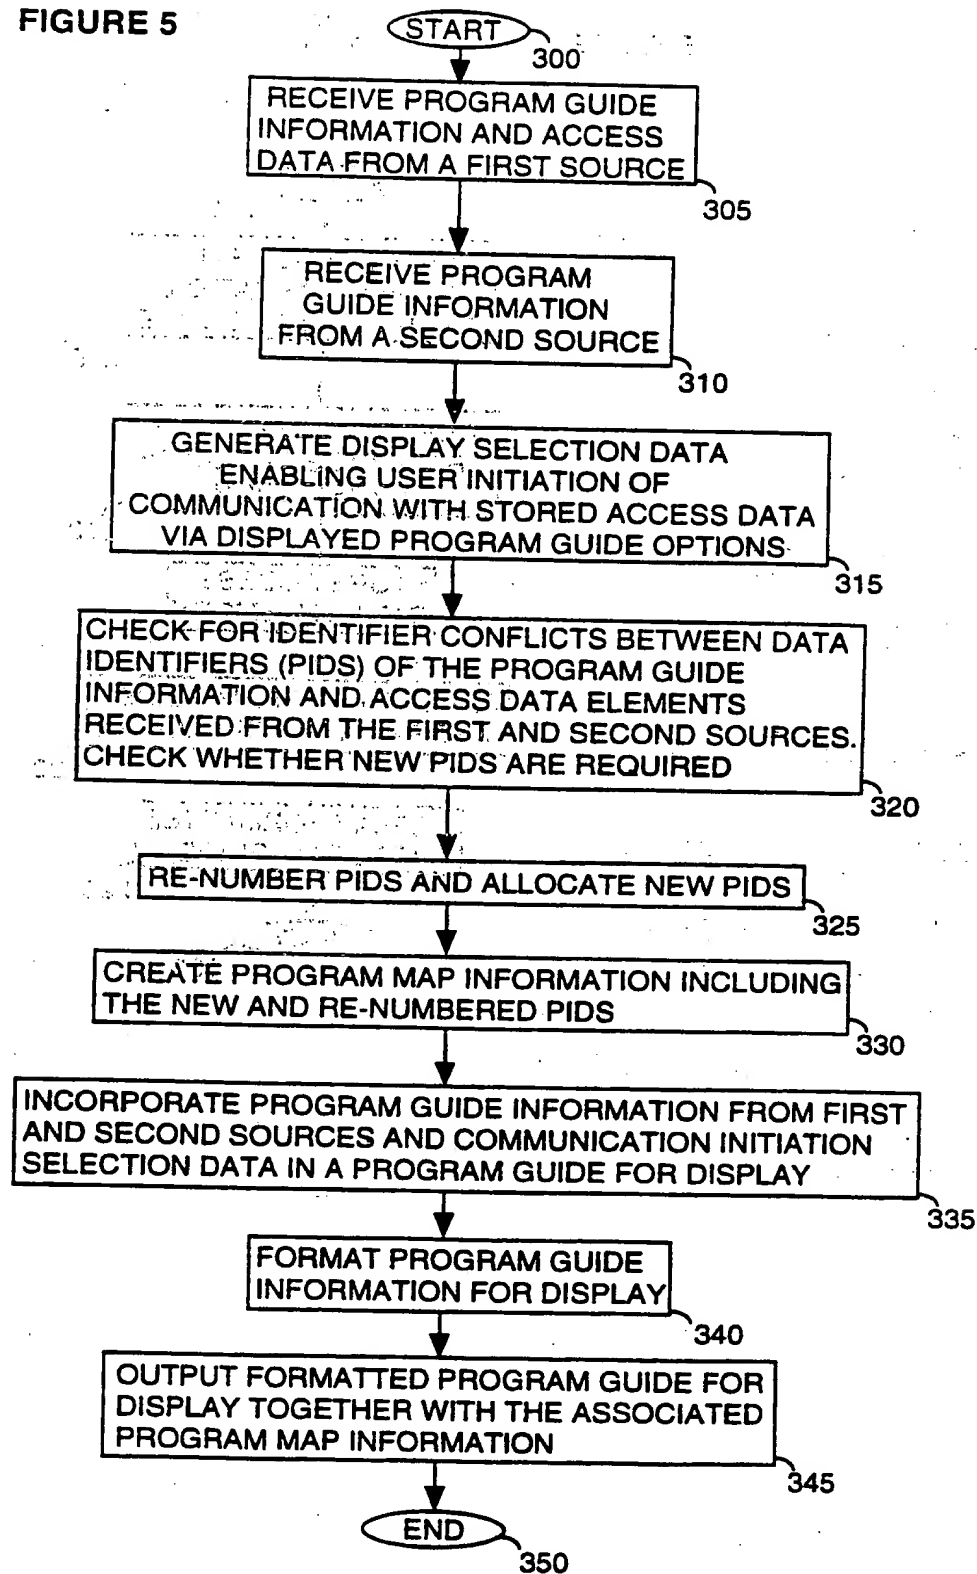 FIGURE 5
START
300
RECEIVE PROGRAM GUIDE
INFORMATION AND ACCESS
DATA FROM A FIRST SOURCE
305
RECEIVE PROGRAM
GUIDE INFORMATION
FROM A SECOND SOURCE
310
GENERATE DISPLAY SELECTION DATA
ENABLING USER INITIATION OF
COMMUNICATION WITH STORED ACCESS DATA
VIA DISPLAYED PROGRAM GUIDE OPTIONS
315
CHECK FOR IDENTIFIER CONFLICTS BETWEEN DATA
IDENTIFIERS (PIDS) OF THE PROGRAM GUIDE
INFORMATION AND ACCESS DATA ELEMENTS
RECEIVED FROM THE FIRST AND SECOND SOURCES.
CHECK WHETHER NEW PIDS ARE REQUIRED
320
RE-NUMBER PIDS AND ALLOCATE NEW PIDS
325
CREATE PROGRAM MAP INFORMATION INCLUDING
THE NEW AND RE-NUMBERED PIDS
330
INCORPORATE PROGRAM GUIDE INFORMATION FROM FIRST
AND SECOND SOURCES AND COMMUNICATION INITIATION
SELECTION DATA IN A PROGRAM GUIDE FOR DISPLAY
335
FORMAT PROGRAM GUIDE
INFORMATION FOR DISPLAY
340
OUTPUT FORMATTED PROGRAM GUIDE FOR
DISPLAY TOGETHER WITH THE ASSOCIATED
PROGRAM MAP INFORMATION
345
END
350